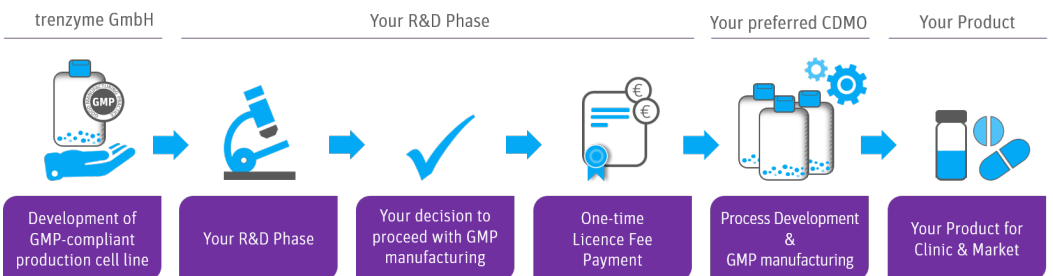 trenzyme GmbH
Your R&D Phase
Your preferred CDMO
Your Product
GMP
€
€
Development of
GMP-compliant
production cell line
Your R&D Phase
Your decision to
proceed with GMP
manufacturing
One-time
Licence Fee
Payment
Process Development
&
GMP manufacturing
Your Product for
Clinic & Market